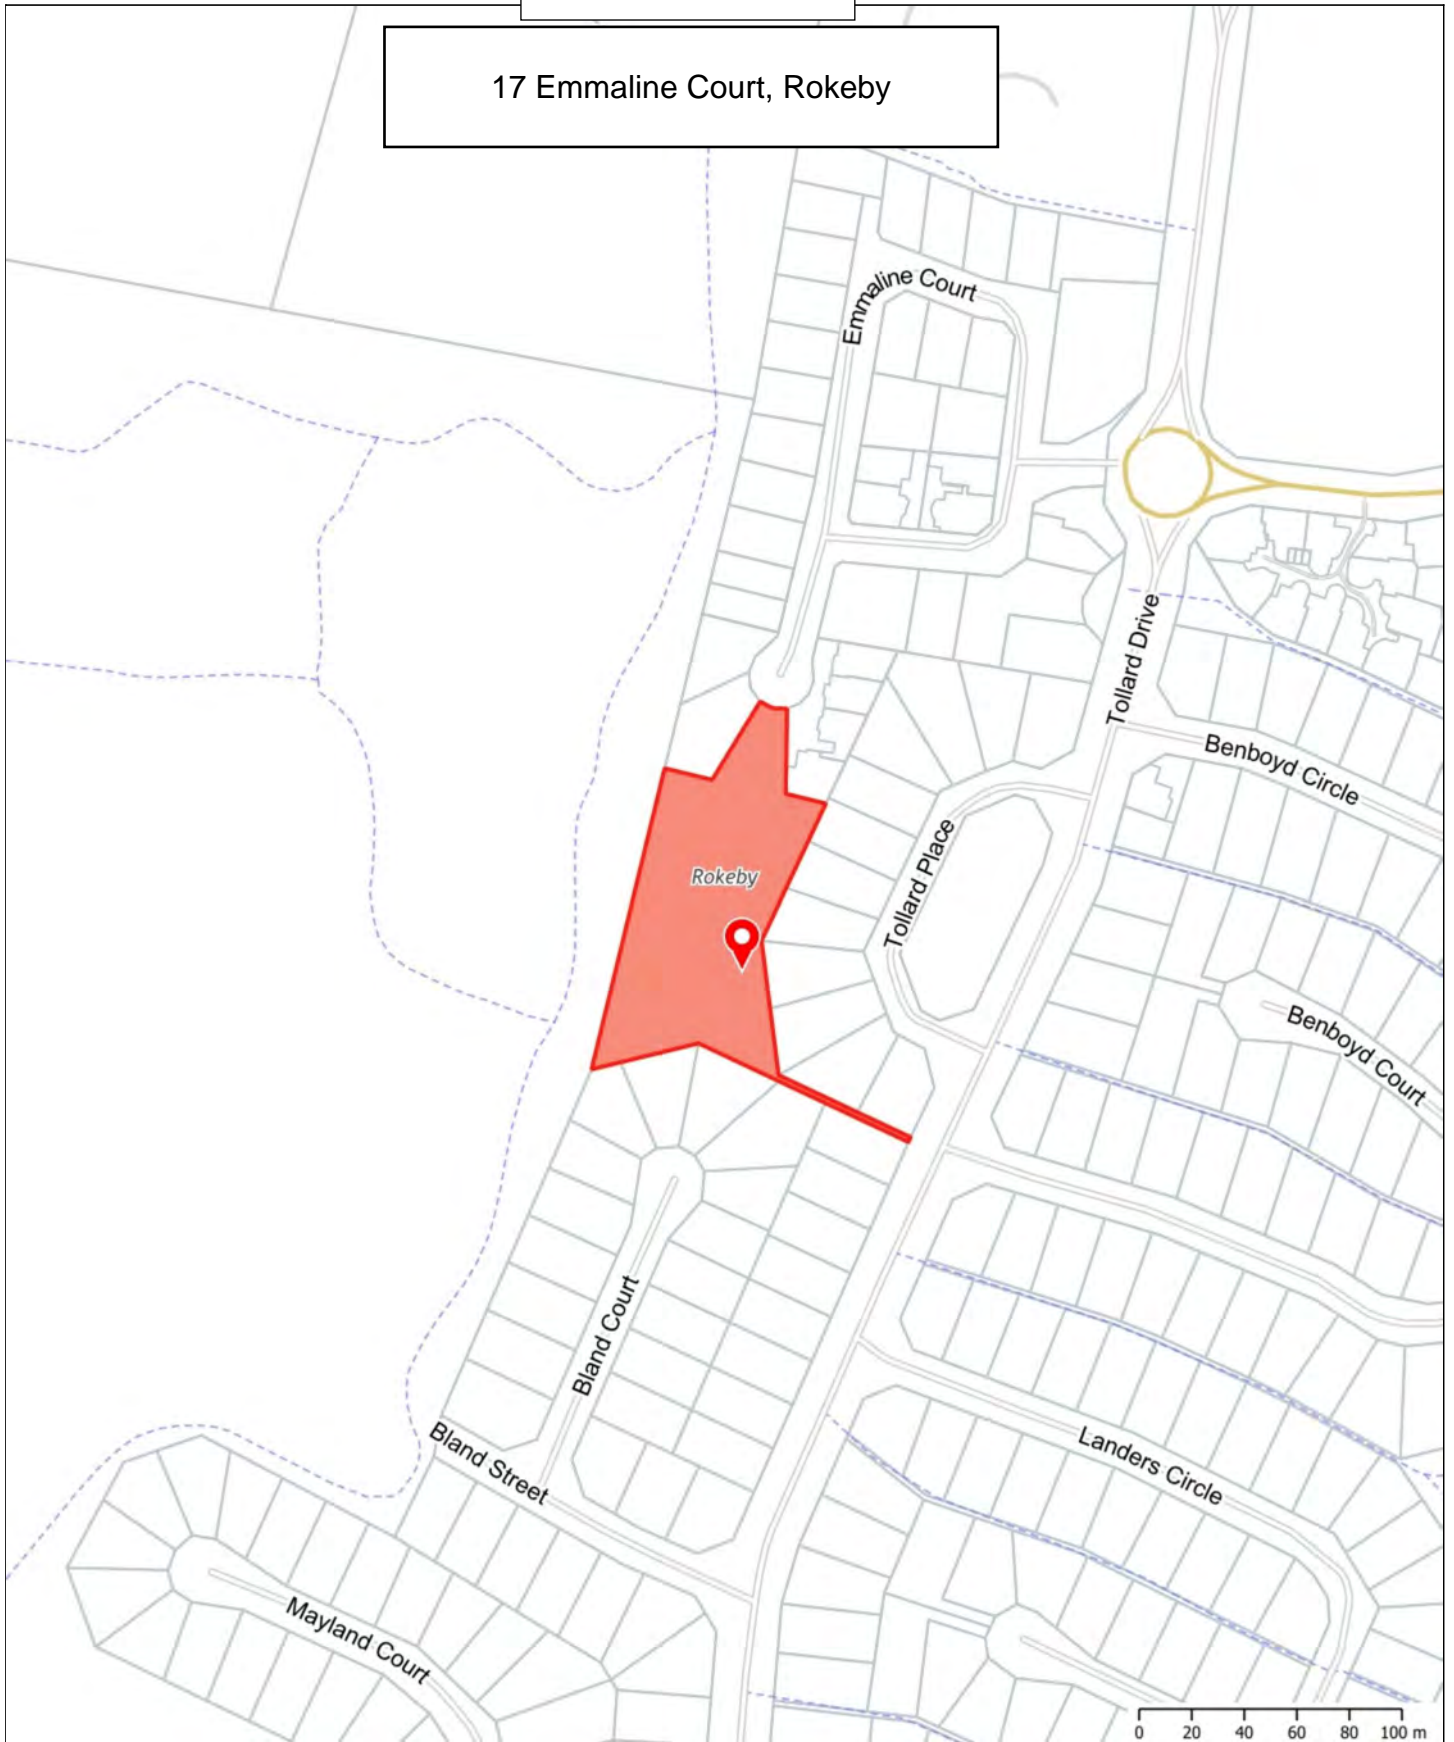 17 Emmaline Court, Rokeby
Emmaline Court
Tollard Drive
Benboyd Circle
Tollard Place
Rokeby
Benboyd Court
Bland Court
Bland Street
Landers Circle
Mayland Court
0 20 40 60 80 100 m